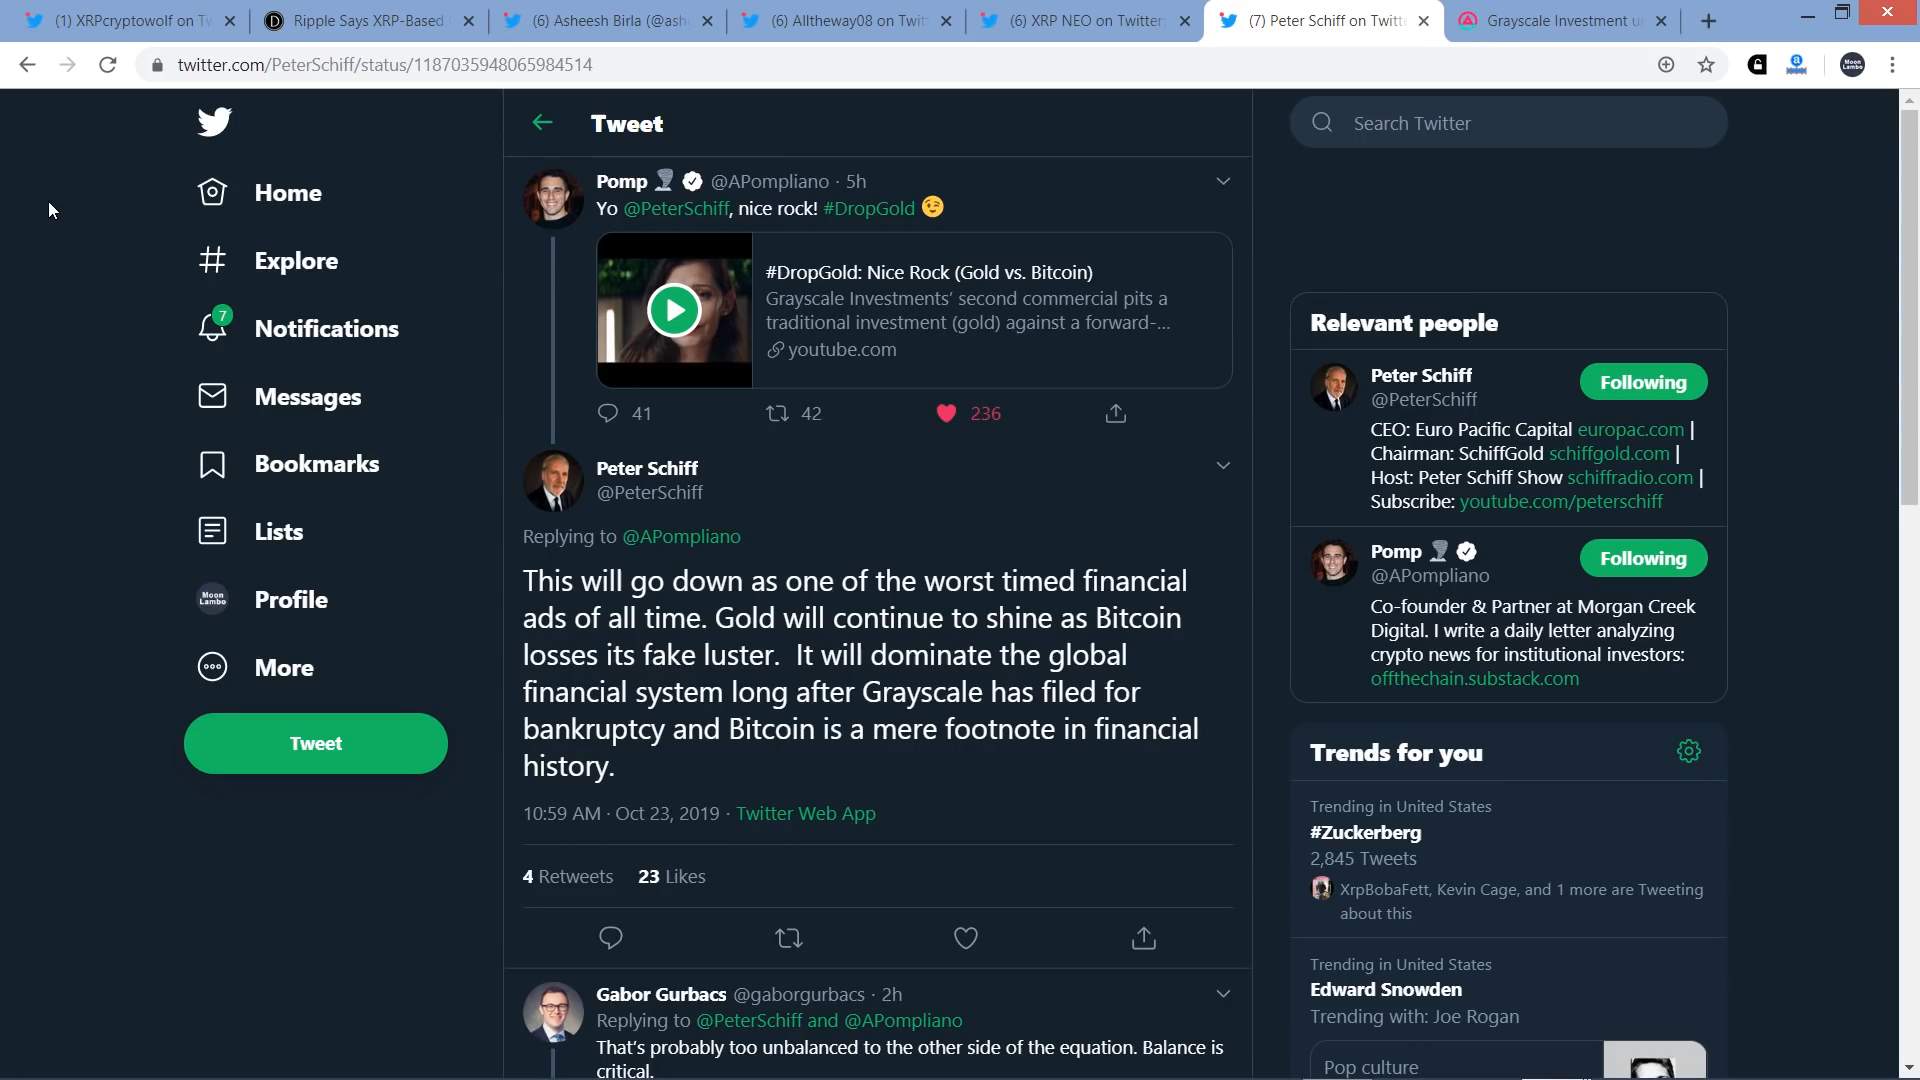 (1) XRPcryptowolf on Tw
Ripple Says XRP-Based
(6) Asheesh Birla (@ash
(6) Alltheway08 on Twit
(6) XRP NEO on Twitter
(7) Peter Schiff on Twitt
Grayscale Investment u
twitter.com/PeterSchiff/status/1187035948065984514
Moon Lambo
Home
Explore
7
Notifications
Messages
Bookmarks
Lists
Moon Lambo
Profile
More
Tweet
Tweet
Pomp @APompliano · 5h
Yo @PeterSchiff, nice rock! #DropGold 😉
#DropGold: Nice Rock (Gold vs. Bitcoin)
Grayscale Investments' second commercial pits a
traditional investment (gold) against a forward-...
youtube.com
41 42 236
Peter Schiff
@PeterSchiff
Replying to @APompliano
This will go down as one of the worst timed financial
ads of all time. Gold will continue to shine as Bitcoin
losses its fake luster.  It will dominate the global
financial system long after Grayscale has filed for
bankruptcy and Bitcoin is a mere footnote in financial
history.
10:59 AM · Oct 23, 2019 · Twitter Web App
4 Retweets 23 Likes
Gabor Gurbacs @gaborgurbacs · 2h
Replying to @PeterSchiff and @APompliano
That's probably too unbalanced to the other side of the equation. Balance is
critical.
Search Twitter
Relevant people
Peter Schiff
@PeterSchiff
Following
CEO: Euro Pacific Capital europac.com |
Chairman: SchiffGold schiffgold.com |
Host: Peter Schiff Show schiffradio.com |
Subscribe: youtube.com/peterschiff
Pomp
@APompliano
Following
Co-founder & Partner at Morgan Creek
Digital. I write a daily letter analyzing
crypto news for institutional investors:
offthechain.substack.com
Trends for you
Trending in United States
#Zuckerberg
2,845 Tweets
XrpBobaFett, Kevin Cage, and 1 more are Tweeting
about this
Trending in United States
Edward Snowden
Trending with: Joe Rogan
Pop culture